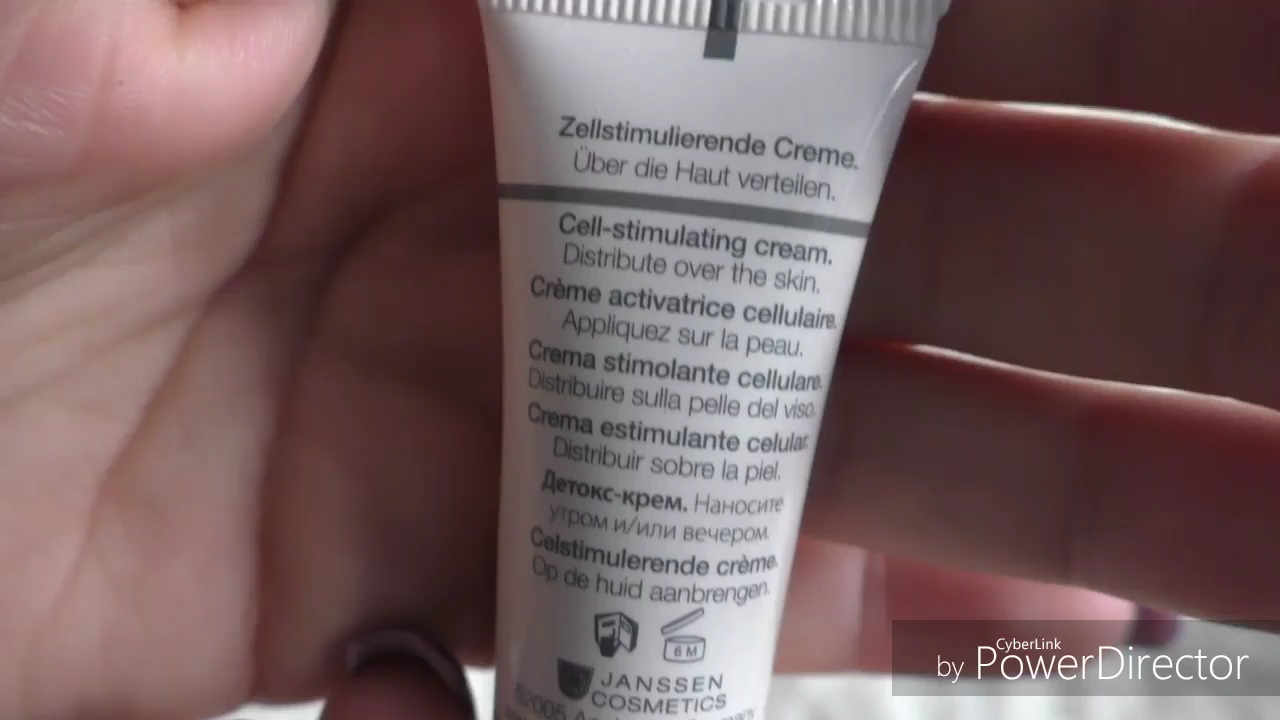 Zellstimulierende Creme.
Über die Haut verteilen.
Cell-stimulating cream.
Distribute over the skin.
Crème activatrice cellulaire.
Appliquez sur la peau.
Crema stimolante cellulare.
Distribuire sulla pelle del viso.
Crema estimulante celular.
Distribuir sobre la piel.
Детокс-крем. Наносите
утром и/или вечером.
Celstimulerende crème.
Op de huid aanbrengen.
6 M
JANSSEN
COSMETICS
CyberLink
by PowerDirector